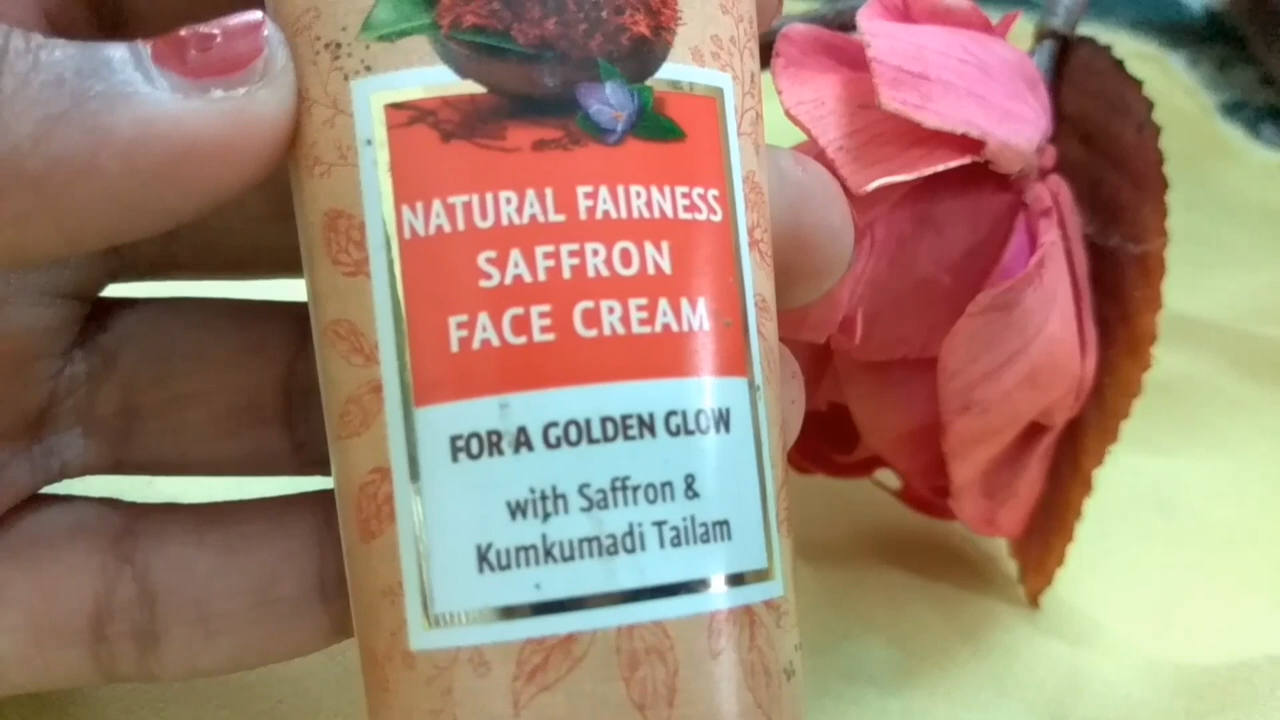 NATURAL FAIRNESS
SAFFRON
FACE CREAM
FOR A GOLDEN GLOW
with Saffron &
Kumkumadi Tailam